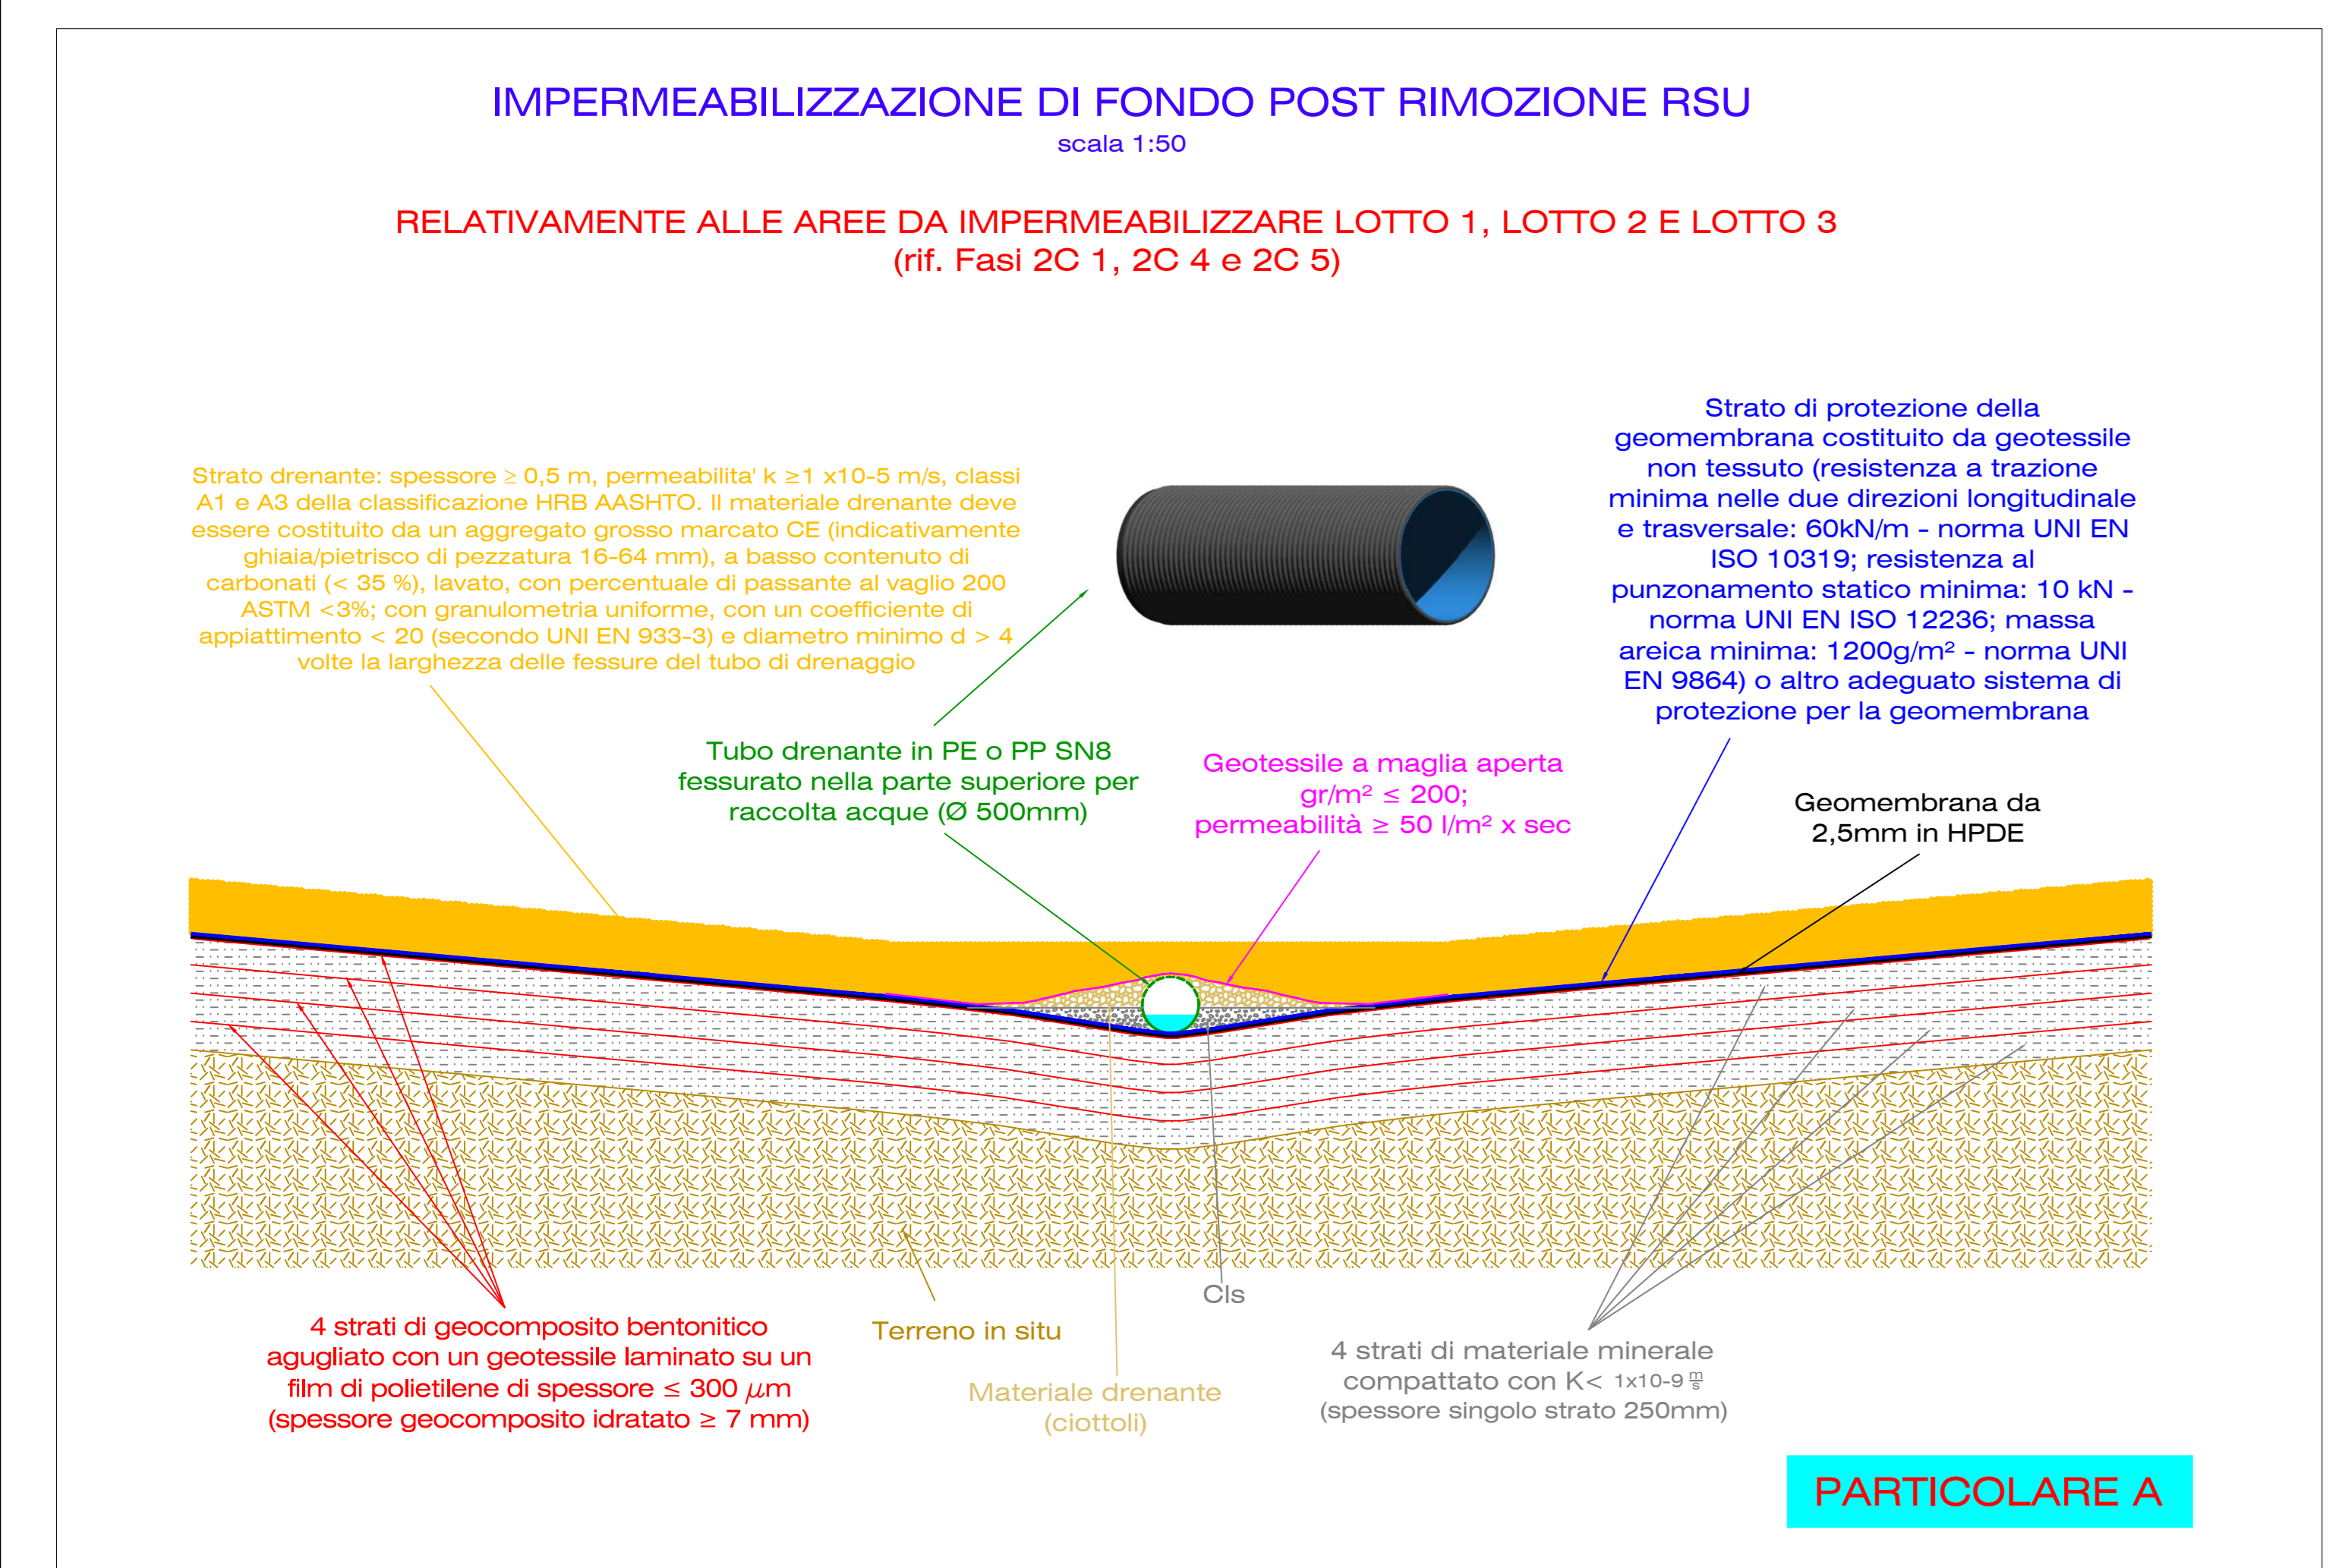 IMPERMEABILIZZAZIONE DI FONDO POST RIMOZIONE RSU
scala 1:50
RELATIVAMENTE ALLE AREE DA IMPERMEABILIZZARE LOTTO 1, LOTTO 2 E LOTTO 3
(rif. Fasi 2C 1, 2C 4 e 2C 5)
Strato drenante: spessore ≥ 0,5 m, permeabilita' k ≥1 x10-5 m/s, classi
A1 e A3 della classificazione HRB AASHTO. Il materiale drenante deve
essere costituito da un aggregato grosso marcato CE (indicativamente
ghiaia/pietrisco di pezzatura 16-64 mm), a basso contenuto di
carbonati (< 35 %), lavato, con percentuale di passante al vaglio 200
ASTM <3%; con granulometria uniforme, con un coefficiente di
appiattimento < 20 (secondo UNI EN 933-3) e diametro minimo d > 4
volte la larghezza delle fessure del tubo di drenaggio
Strato di protezione della
geomembrana costituito da geotessile
non tessuto (resistenza a trazione
minima nelle due direzioni longitudinale
e trasversale: 60kN/m - norma UNI EN
ISO 10319; resistenza al
punzonamento statico minima: 10 kN -
norma UNI EN ISO 12236; massa
areica minima: 1200g/m² - norma UNI
EN 9864) o altro adeguato sistema di
protezione per la geomembrana
Tubo drenante in PE o PP SN8
fessurato nella parte superiore per
raccolta acque (Ø 500mm)
Geotessile a maglia aperta
gr/m² ≤ 200;
permeabilità ≥ 50 l/m² x sec
Geomembrana da
2,5mm in HPDE
4 strati di geocomposito bentonitico
agugliato con un geotessile laminato su un
film di polietilene di spessore ≤ 300 μm
(spessore geocomposito idratato ≥ 7 mm)
Terreno in situ
Materiale drenante
(ciottoli)
Cls
4 strati di materiale minerale
compattato con K< 1x10-9 m/s
(spessore singolo strato 250mm)
PARTICOLARE A